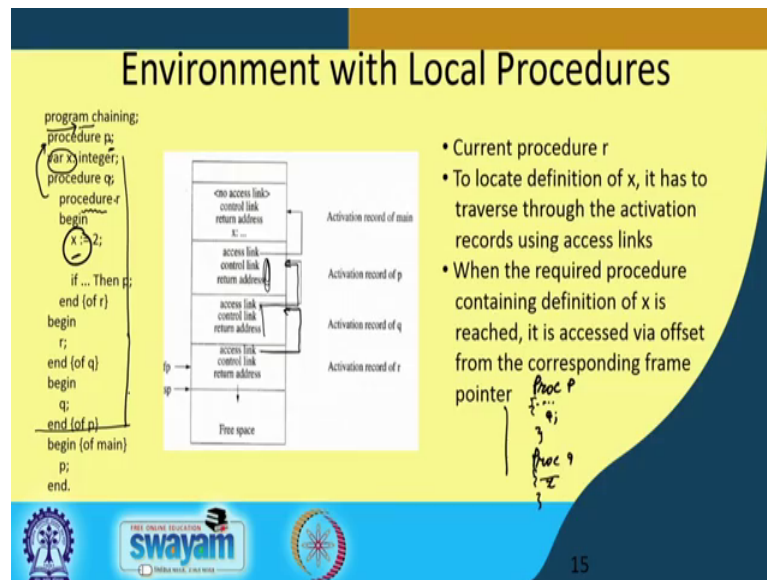 Environment with Local Procedures
program chaining;
procedure p;
var x: integer;
procedure q;
procedure r
begin
x := 2;
if ... Then p;
end {of r}
begin
r;
end {of q}
begin
q;
end {of p}
begin {of main}
p;
end.
<no access link>
control link
return address
x: ...
Activation record of main
access link
control link
return address
Activation record of p
access link
control link
return address
Activation record of q
access link
control link
return address
Activation record of r
fp
sp
Free space
• Current procedure r
• To locate definition of x, it has to
traverse through the activation
records using access links
• When the required procedure
containing definition of x is
reached, it is accessed via offset
from the corresponding frame
pointer
Proc P
{ ....
q;
}
Proc q
{
}
FREE ONLINE EDUCATION
swayam
15